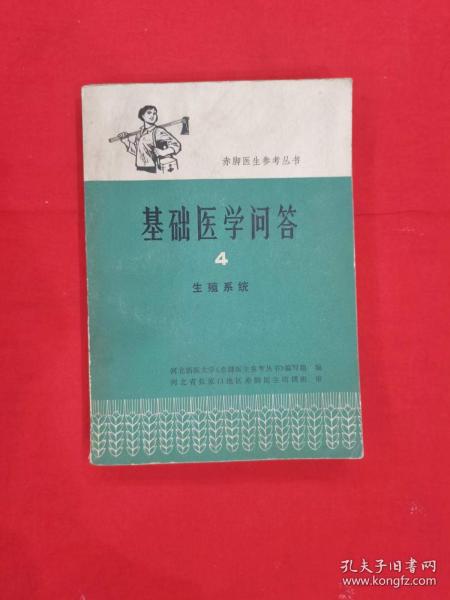 赤脚医生参考丛书
基础医学问答
4
生殖系统
河北新医大学《赤脚医生参考丛书》编写组 编
河北省张家口地区赤脚医生培训班 审
孔夫子旧书网
www.kongfz.com